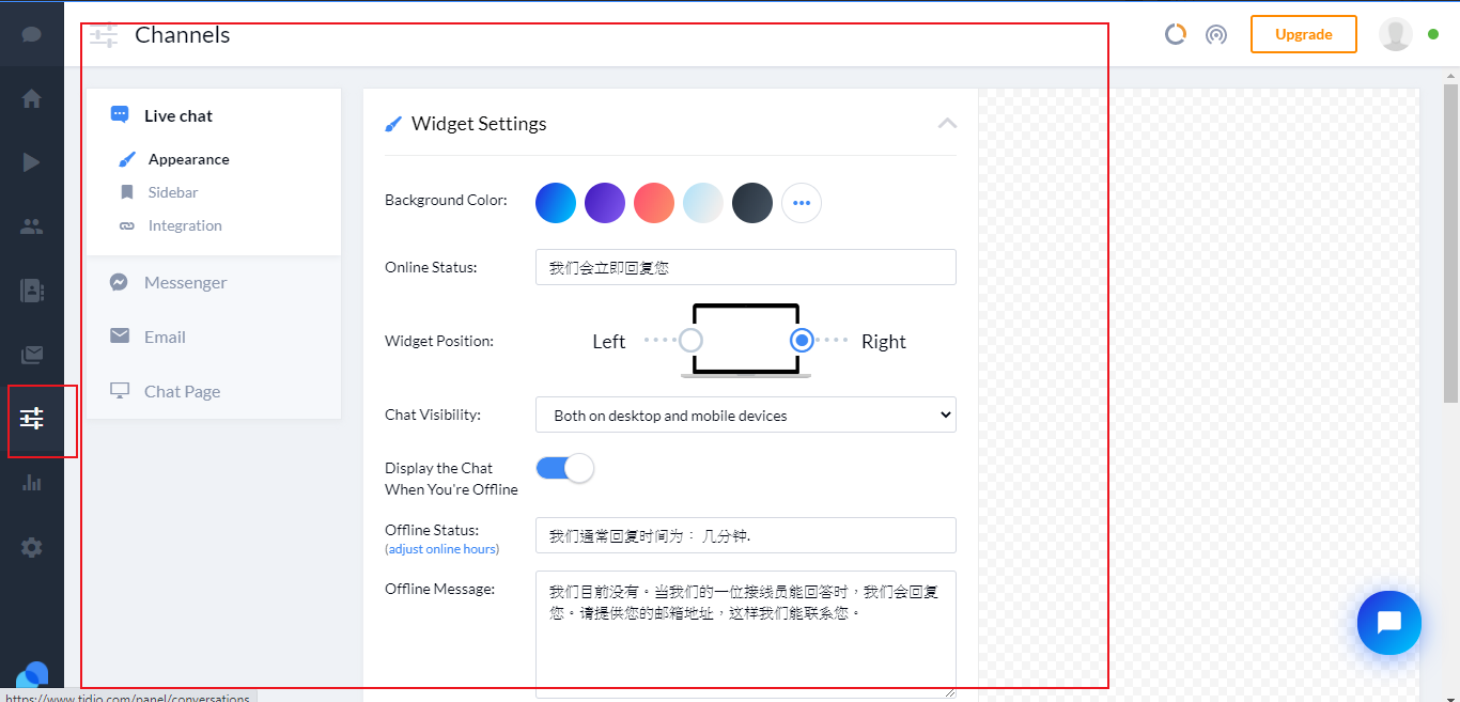 Channels
Upgrade
Live chat
Appearance
Sidebar
Integration
Messenger
Email
Chat Page
Widget Settings
Background Color:
Online Status:
我们会立即回复您
Widget Position:
Left
Right
Chat Visibility:
Both on desktop and mobile devices
Display the Chat
When You're Offline
Offline Status:
(adjust online hours)
我们通常回复时间为： 几分钟.
Offline Message:
我们目前没有。当我们的一位接线员能回答时，我们会回复
您。请提供您的邮箱地址，这样我们能联系您。
https://www.tidio.com/panel/conversations